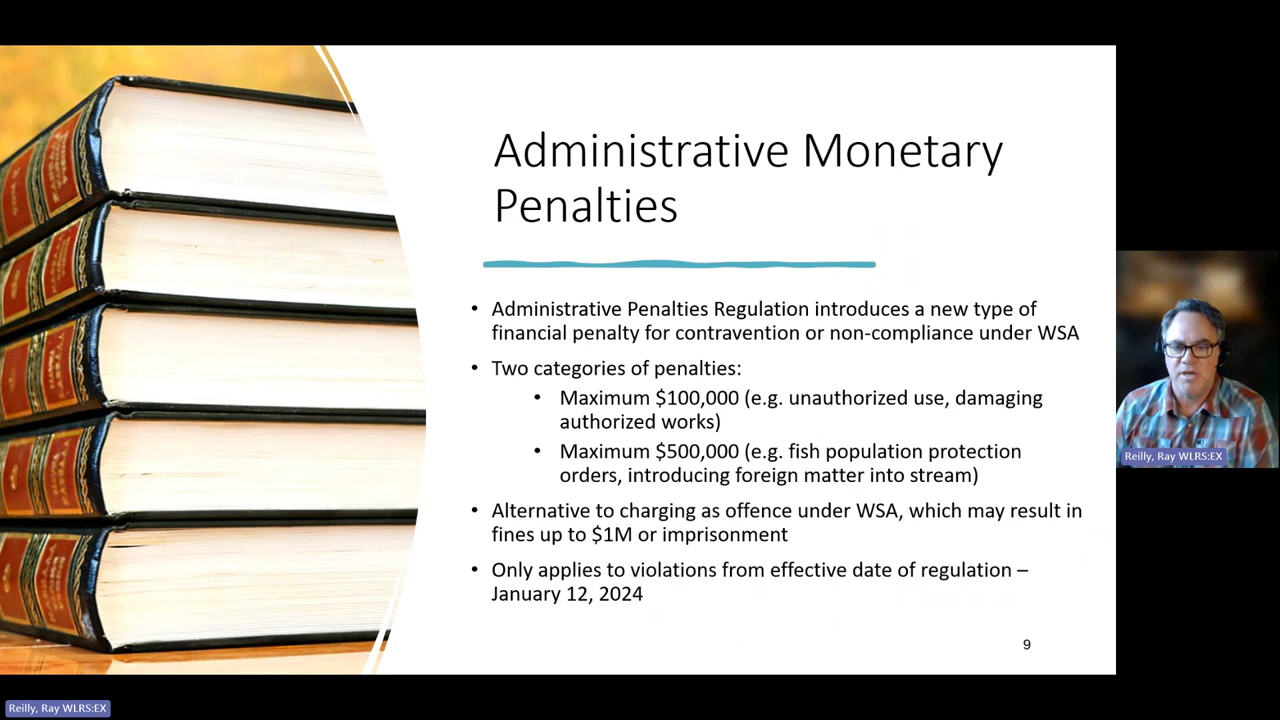 Administrative Monetary
Penalties
• Administrative Penalties Regulation introduces a new type of
financial penalty for contravention or non-compliance under WSA
• Two categories of penalties:
• Maximum $100,000 (e.g. unauthorized use, damaging
authorized works)
• Maximum $500,000 (e.g. fish population protection
orders, introducing foreign matter into stream)
• Alternative to charging as offence under WSA, which may result in
fines up to $1M or imprisonment
• Only applies to violations from effective date of regulation –
January 12, 2024
9
Reilly, Ray WLRS:EX
Reilly, Ray WLRS:EX